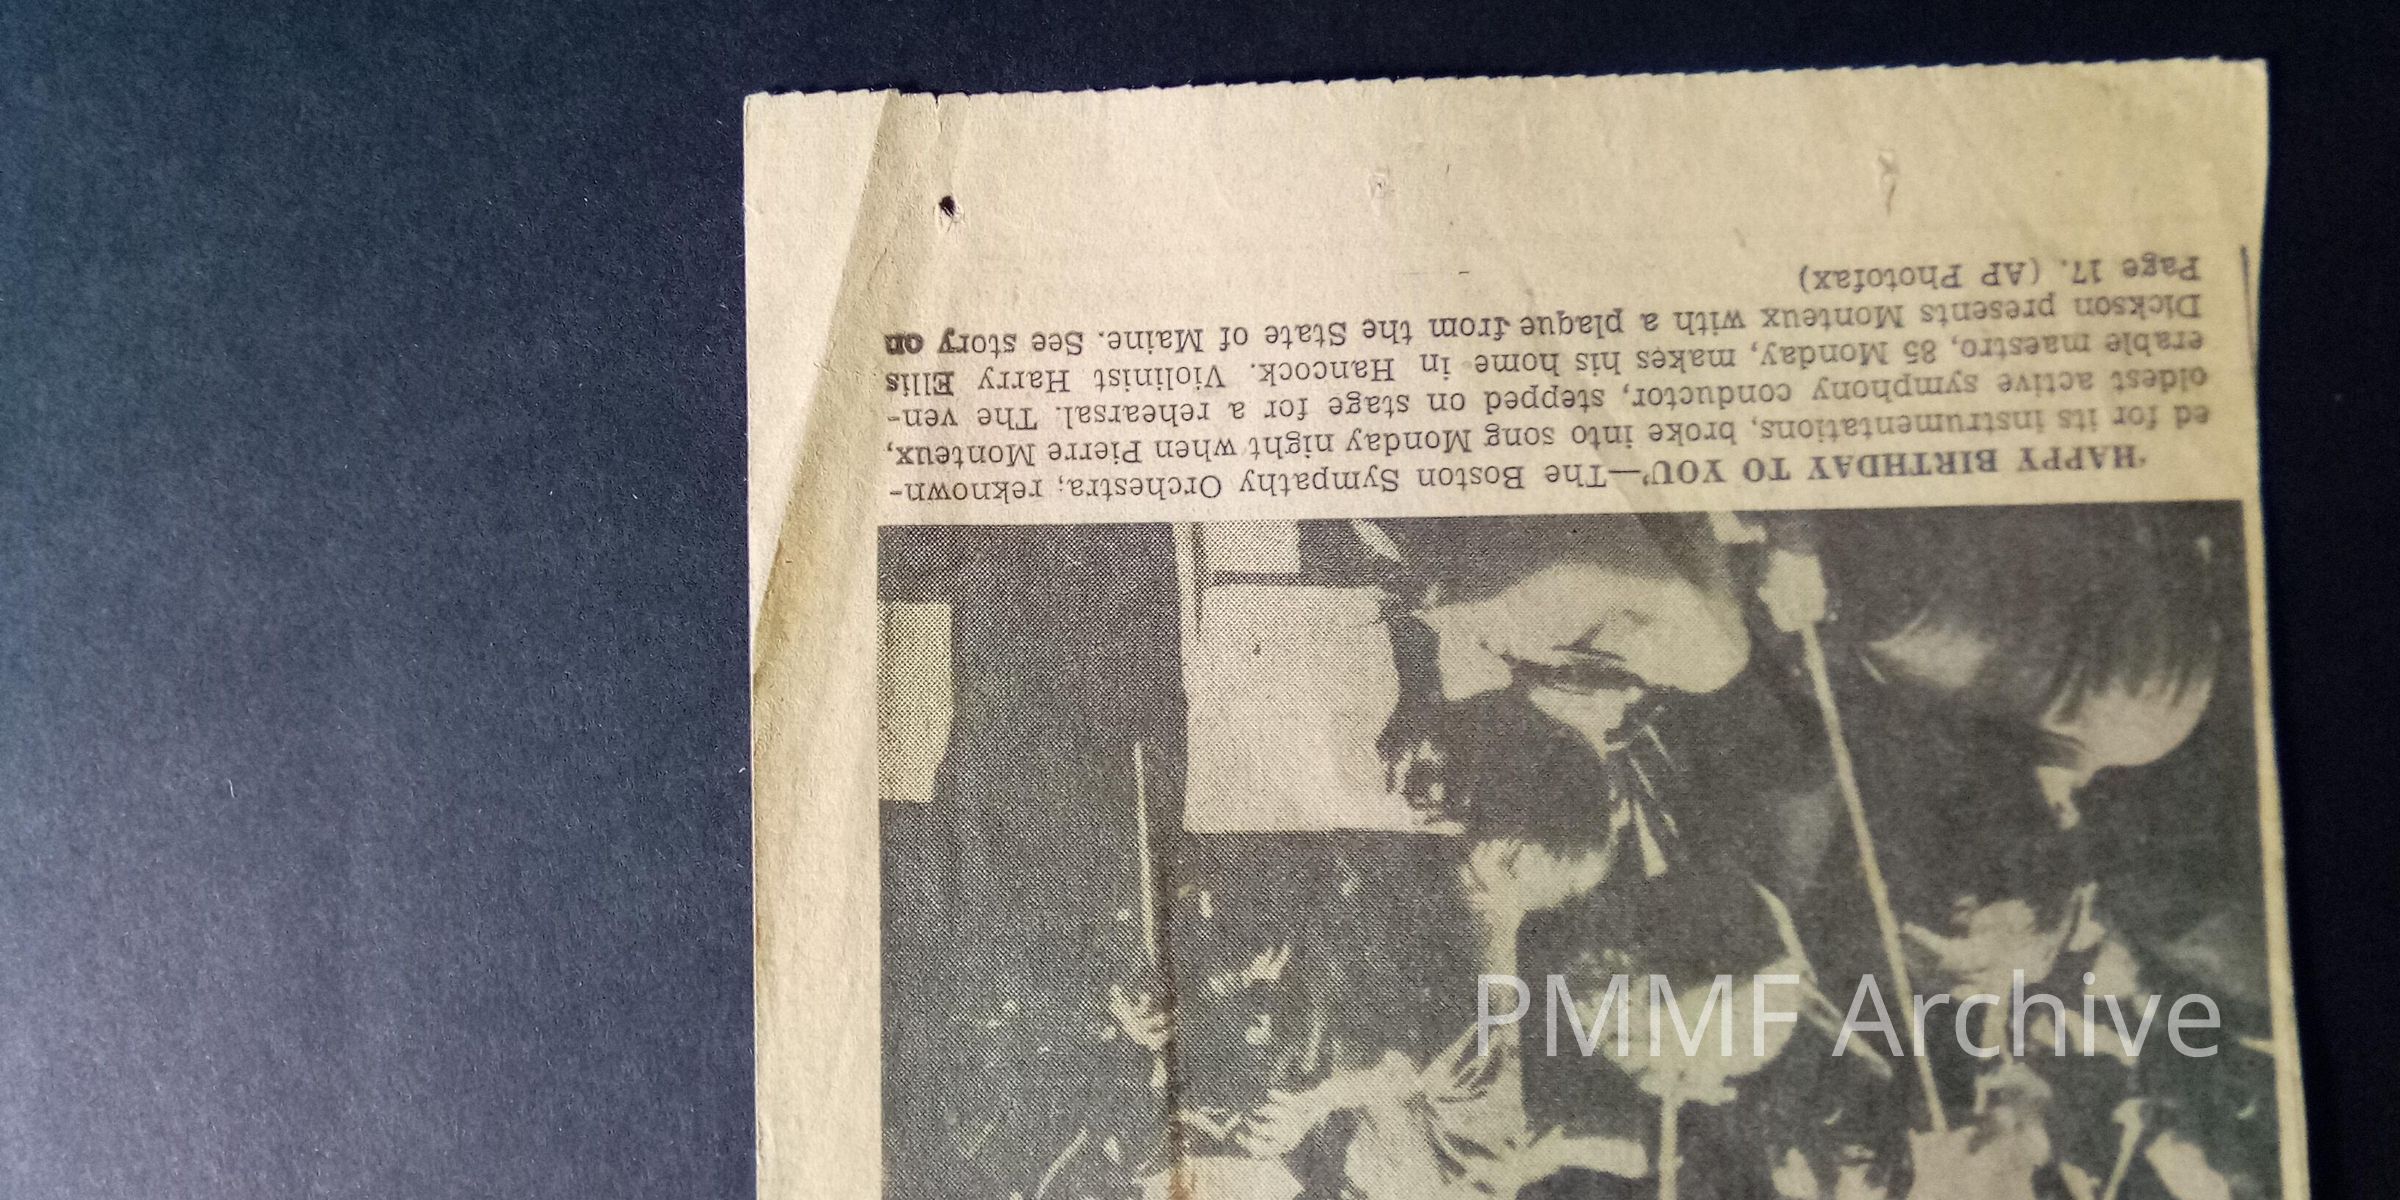 'HAPPY BIRTHDAY TO YOU'—The Boston Sympathy Orchestra; reknown-
ed for its instrumentations, broke into song Monday night when Pierre Monteux,
oldest active symphony conductor, stepped on stage for a rehearsal. The ven-
erable maestro, 85 Monday, makes his home in Hancock. Violinist Harry Ellis
Dickson presents Monteux with a plaque from the State of Maine. See story on
Page 17. (AP Photofax)
PMMF Archive